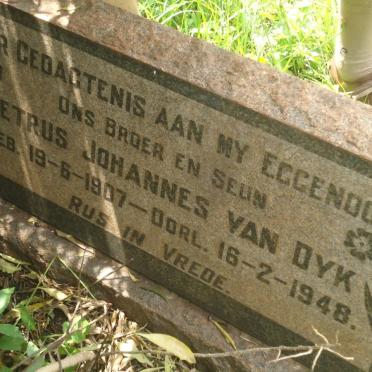 R GEDAGTENIS AAN MY EGGENOO
ONS BROER EN SEUN
ETRUS JOHANNES VAN DYK
EB. 19-6-1907 — OORL. 16-2-1948.
RUS IN VREDE.